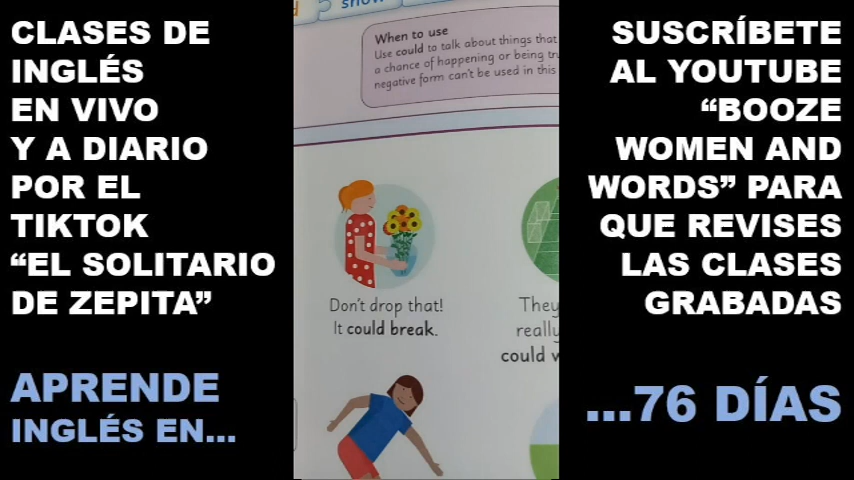 CLASES DE
INGLÉS
EN VIVO
Y A DIARIO
POR EL
TIKTOK
“EL SOLITARIO
DE ZEPITA”
APRENDE
INGLÉS EN...
When to use
Use could to talk about things that
a chance of happening or being
negative form can't be used in this
Don't drop that!
It could break.
They
really
could
SUSCRÍBETE
AL YOUTUBE
“BOOZE
WOMEN AND
WORDS” PARA
QUE REVISES
LAS CLASES
GRABADAS
...76 DÍAS